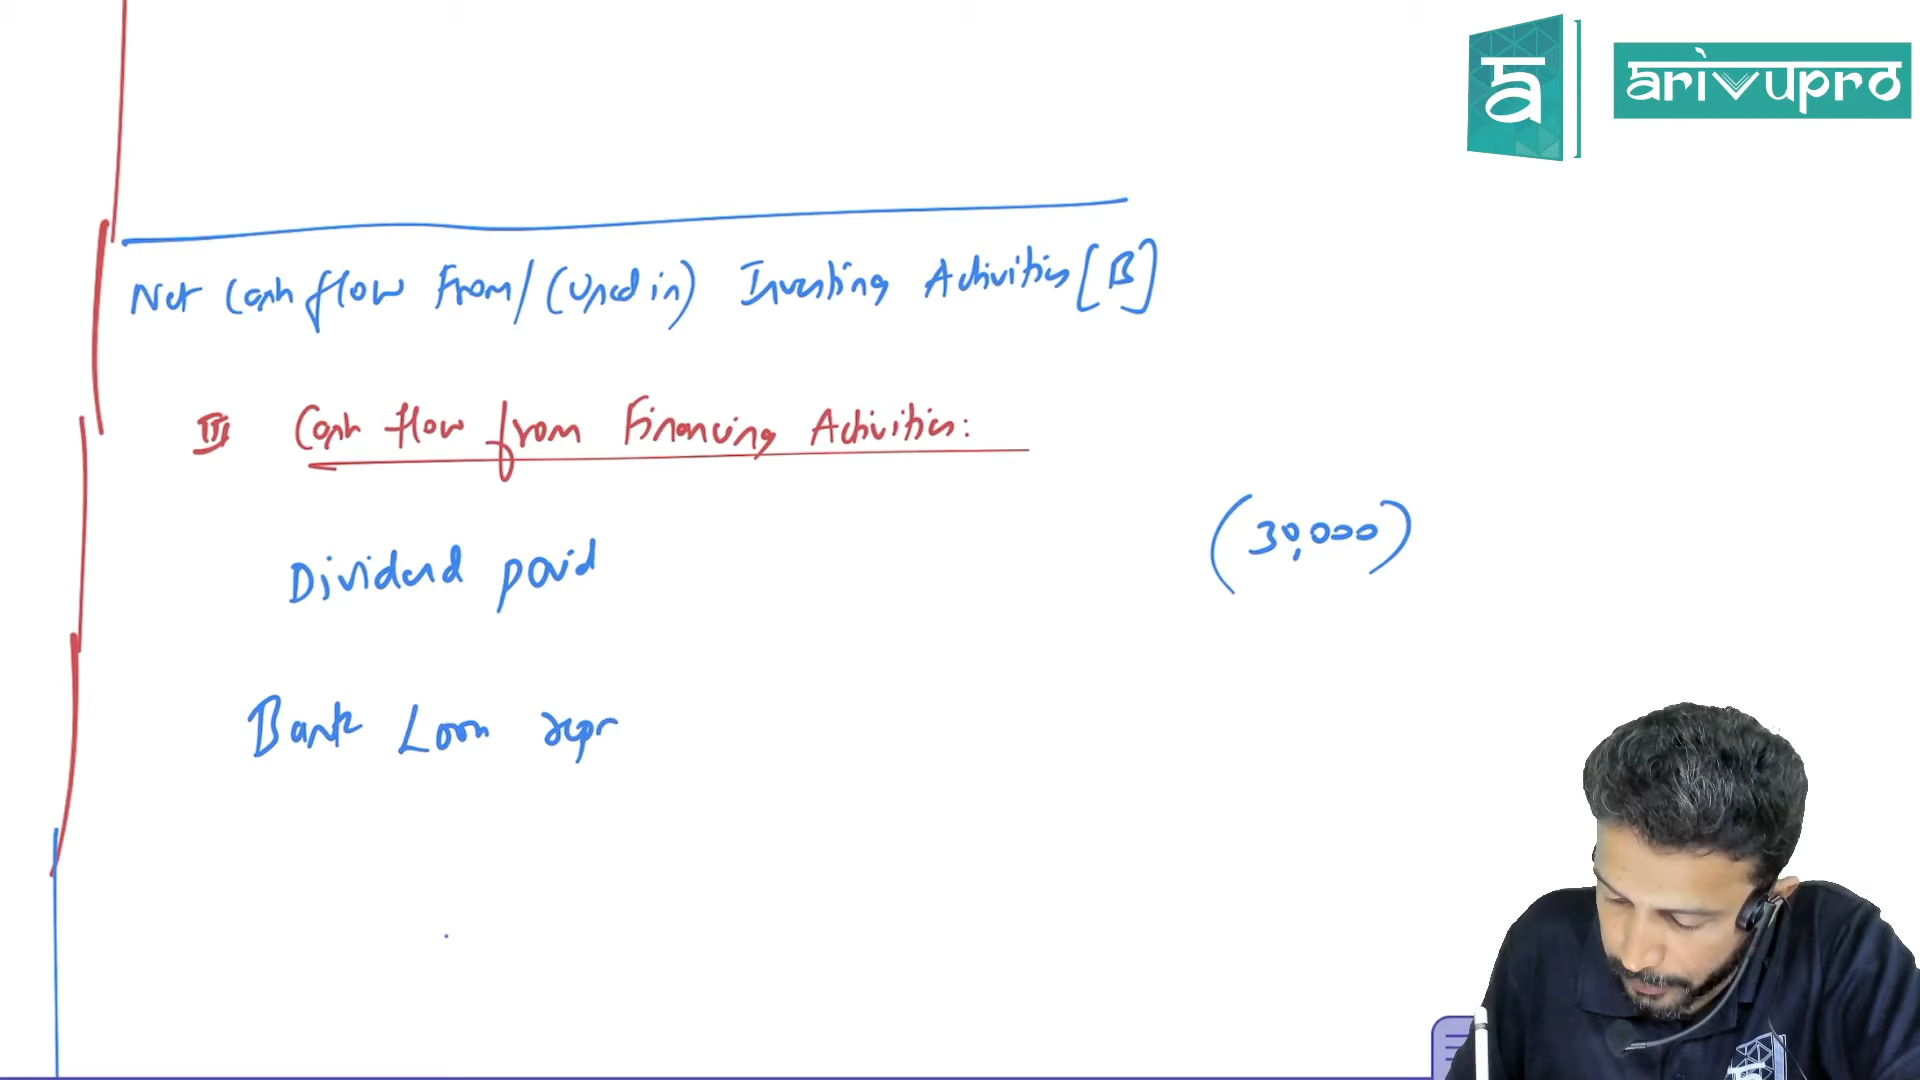 a arivupro
Net Cash flow From/(Used in) Investing Activities [B]
III Cash flow from Financing Activities:
Dividend paid (30,000)
Bank Loan repr